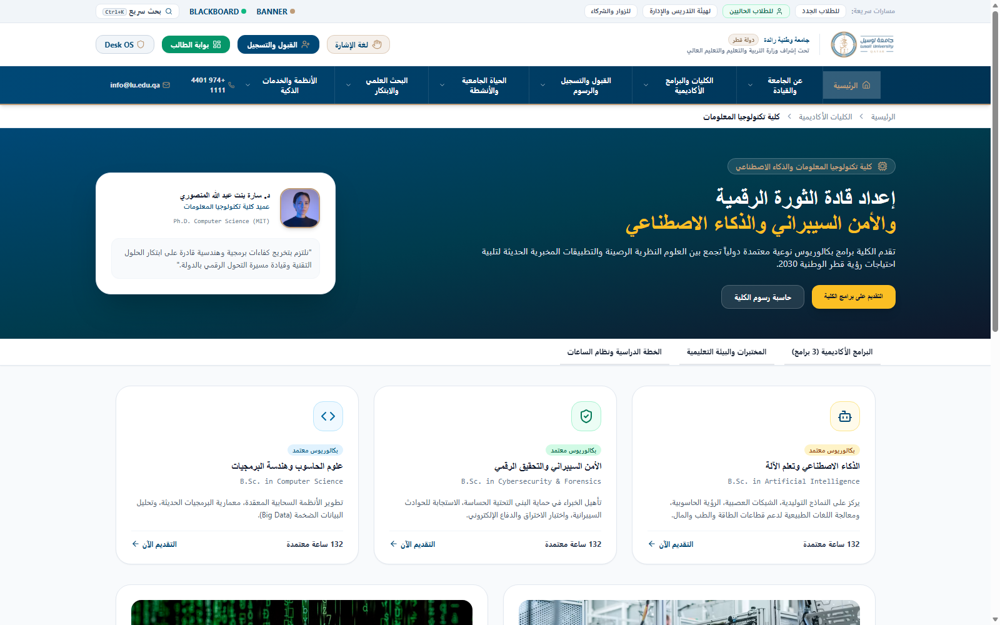 مسارات سريعة:
للطلاب الجدد
للطلاب الحاليين
لهيئة التدريس والإدارة
للزوار والشركاء
BANNER
BLACKBOARD
بحث سريع Ctrl+K
جامعة لوسيل
Lusail University
QATAR
جامعة وطنية رائدة
دولة قطر
تحت إشراف وزارة التربية والتعليم والتعليم العالي
لغة الإشارة
القبول والتسجيل
بوابة الطالب
Desk OS
الرئيسية
عن الجامعة والقيادة
الكليات والبرامج الأكاديمية
القبول والتسجيل والرسوم
الحياة الجامعية والأنشطة
البحث العلمي والابتكار
الأنظمة والخدمات الذكية
+974 4401 1111
info@lu.edu.qa
الرئيسية
الكليات الأكاديمية
كلية تكنولوجيا المعلومات
كلية تكنولوجيا المعلومات والذكاء الاصطناعي
إعداد قادة الثورة الرقمية
والأمن السيبراني والذكاء الاصطناعي
تقدم الكلية برامج بكالوريوس نوعية معتمدة دولياً تجمع بين العلوم النظرية الرصينة والتطبيقات المخبرية الحديثة لتلبية
احتياجات رؤية قطر الوطنية 2030.
التقديم على برامج الكلية
حاسبة رسوم الكلية
د. سارة بنت عبد الله المنصوري
عميد كلية تكنولوجيا المعلومات
Ph.D. Computer Science (MIT)
"نلتزم بتخريج كفاءات برمجية وهندسية قادرة على ابتكار الحلول
التقنية وقيادة مسيرة التحول الرقمي بالدولة."
البرامج الأكاديمية (3 برامج)
المختبرات والبيئة التعليمية
الخطة الدراسية ونظام الساعات
بكالوريوس معتمد
الذكاء الاصطناعي وتعلم الآلة
B.Sc. in Artificial Intelligence
يركز على النماذج التوليدية، الشبكات العصبية، الرؤية الحاسوبية،
ومعالجة اللغات الطبيعية لدعم قطاعات الطاقة والطب والمال.
132 ساعة معتمدة
التقديم الآن
بكالوريوس معتمد
الأمن السيبراني والتحقيق الرقمي
B.Sc. in Cybersecurity & Forensics
تأهيل الخبراء في حماية البنى التحتية الحساسة، الاستجابة للحوادث
السيبرانية، واختبار الاختراق والدفاع الإلكتروني.
132 ساعة معتمدة
التقديم الآن
بكالوريوس معتمد
علوم الحاسوب وهندسة البرمجيات
B.Sc. in Computer Science
تطوير الأنظمة السحابية المعقدة، معمارية البرمجيات الحديثة، وتحليل
البيانات الضخمة (Big Data).
132 ساعة معتمدة
التقديم الآن